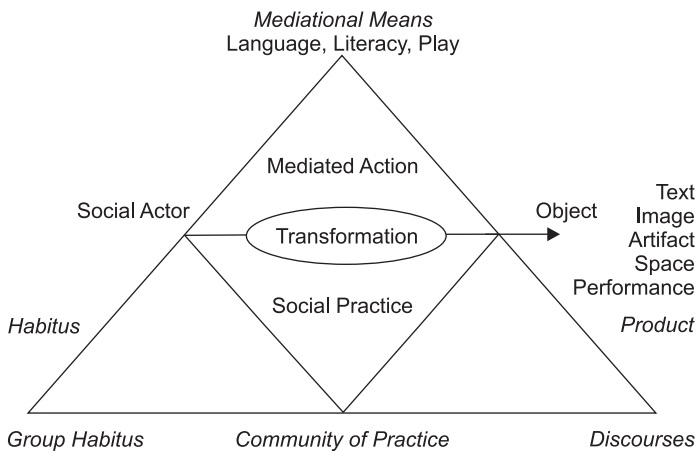 Mediational Means
Language, Literacy, Play
Mediated Action
Social Actor
Transformation
Object
Text
Image
Artifact
Space
Performance
Social Practice
Habitus
Product
Group Habitus
Community of Practice
Discourses